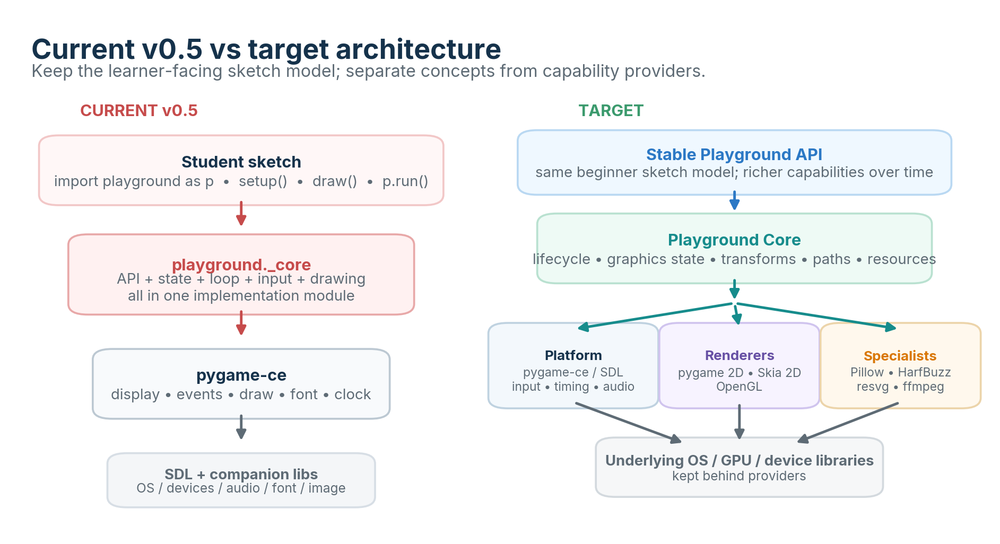 Current v0.5 vs target architecture
Keep the learner-facing sketch model; separate concepts from capability providers.
CURRENT v0.5
Student sketch
import playground as p • setup() • draw() • p.run()
playground._core
API + state + loop + input + drawing
all in one implementation module
pygame-ce
display • events • draw • font • clock
SDL + companion libs
OS / devices / audio / font / image
TARGET
Stable Playground API
same beginner sketch model; richer capabilities over time
Playground Core
lifecycle • graphics state • transforms • paths • resources
Platform
pygame-ce / SDL
input • timing • audio
Renderers
pygame 2D • Skia 2D
OpenGL
Specialists
Pillow • HarfBuzz
resvg • ffmpeg
Underlying OS / GPU / device libraries
kept behind providers